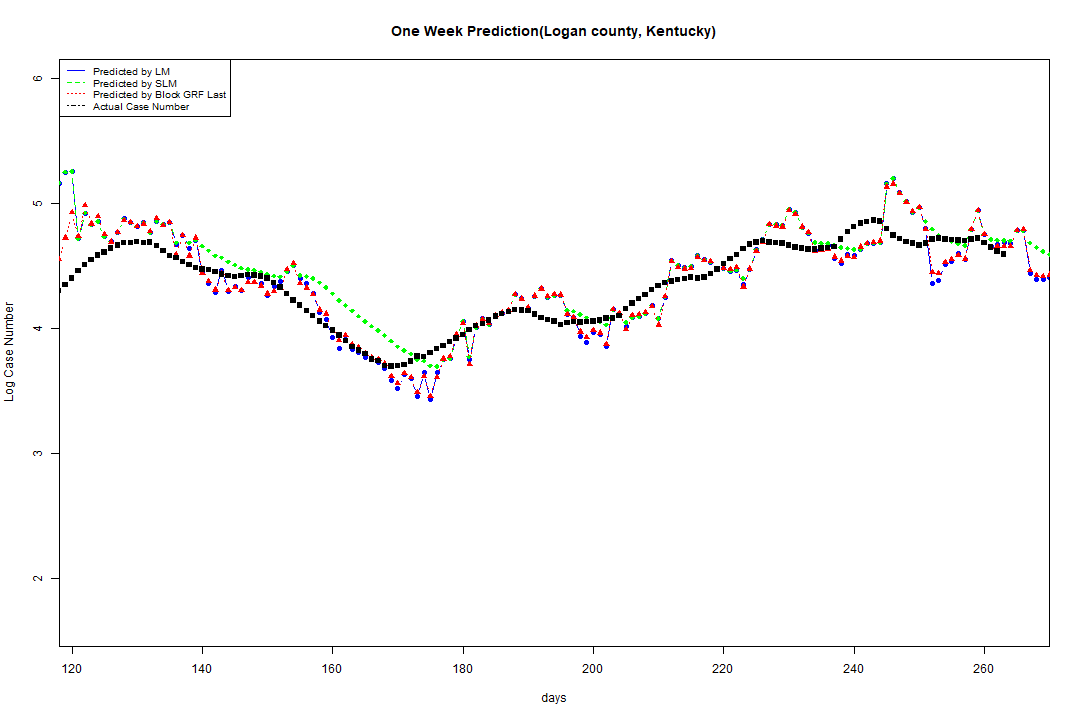 One Week Prediction(Logan county, Kentucky)
Predicted by LM
Predicted by SLM
Predicted by Block GRF Last
Actual Case Number
6
5
4
3
2
Log Case Number
120 140 160 180 200 220 240 260
days